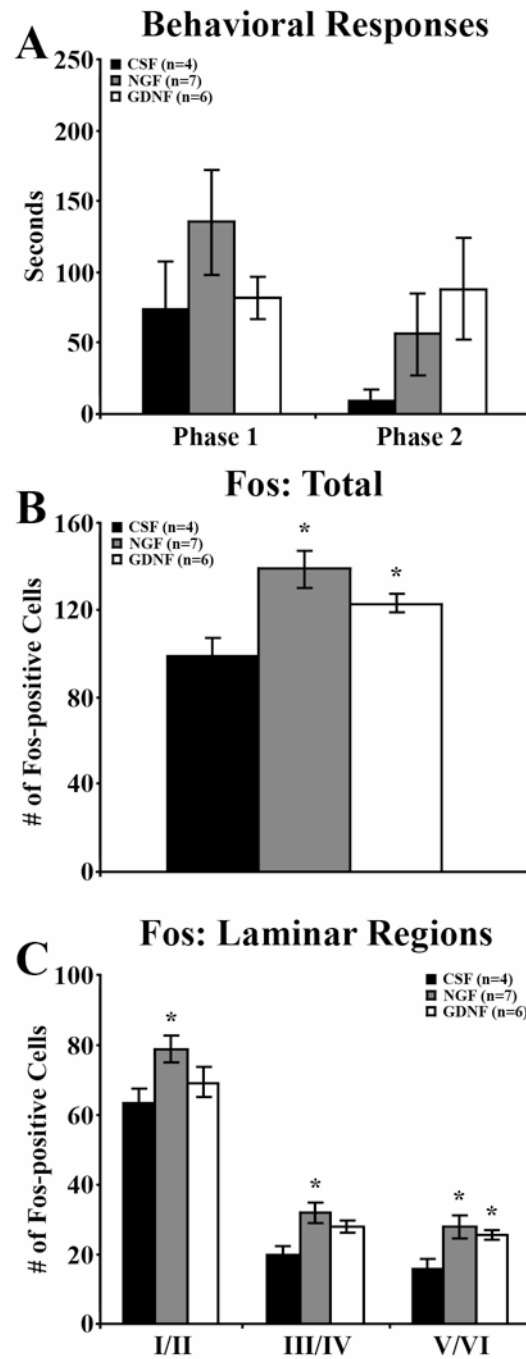 A
Behavioral Responses
CSF (n=4)
NGF (n=7)
GDNF (n=6)
Seconds
250
200
150
100
50
0
Phase 1 Phase 2
B
Fos: Total
CSF (n=4)
NGF (n=7)
GDNF (n=6)
# of Fos-positive Cells
160
120
80
40
0
* *
C
Fos: Laminar Regions
CSF (n=4)
NGF (n=7)
GDNF (n=6)
# of Fos-positive Cells
100
80
60
40
20
0
* * * *
I/II III/IV V/VI